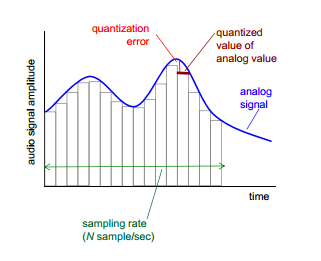 quantization
error
quantized
value of
analog value
analog
signal
audio signal amplitude
time
sampling rate
(N sample/sec)